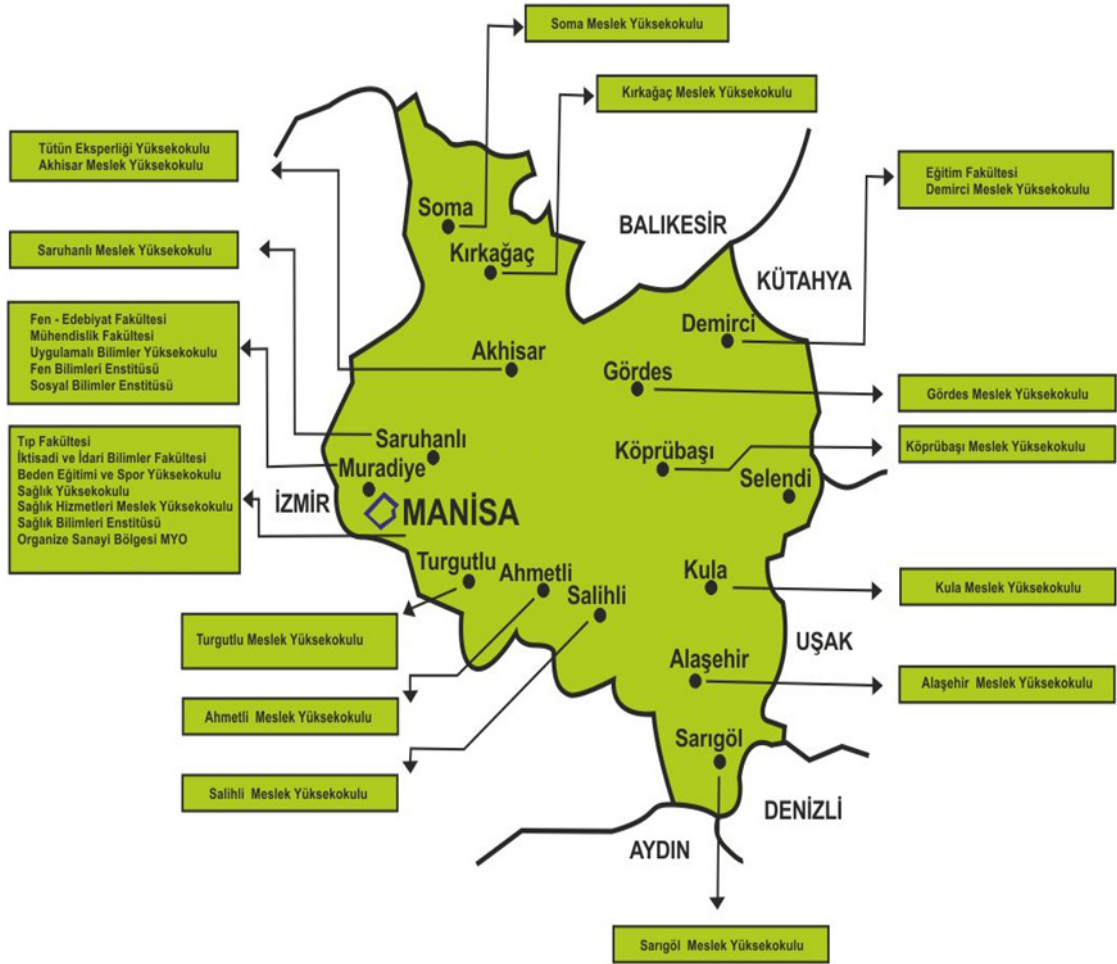 Soma Meslek Yüksekokulu
Kırkağaç Meslek Yüksekokulu
Tütün Eksperliği Yüksekokulu
Akhisar Meslek Yüksekokulu
Eğitim Fakültesi
Demirci Meslek Yüksekokulu
Saruhanlı Meslek Yüksekokulu
Fen - Edebiyat Fakültesi
Mühendislik Fakültesi
Uygulamalı Bilimler Yüksekokulu
Fen Bilimleri Enstitüsü
Sosyal Bilimler Enstitüsü
Tıp Fakültesi
İktisadi ve İdari Bilimler Fakültesi
Beden Eğitimi ve Spor Yüksekokulu
Sağlık Yüksekokulu
Sağlık Hizmetleri Meslek Yüksekokulu
Sağlık Bilimleri Enstitüsü
Organize Sanayi Bölgesi MYO
Soma
Kırkağaç
BALIKESİR
KÜTAHYA
Demirci
Akhisar
Gördes
Gördes Meslek Yüksekokulu
Saruhanlı
Köprübaşı
Köprübaşı Meslek Yüksekokulu
Muradiye
Selendi
İZMİR
MANİSA
Turgutlu
Ahmetli
Salihli
Kula
Kula Meslek Yüksekokulu
Turgutlu Meslek Yüksekokulu
UŞAK
Alaşehir
Alaşehir Meslek Yüksekokulu
Ahmetli Meslek Yüksekokulu
Sarıgöl
Salihli Meslek Yüksekokulu
DENİZLİ
AYDIN
Sarıgöl Meslek Yüksekokulu